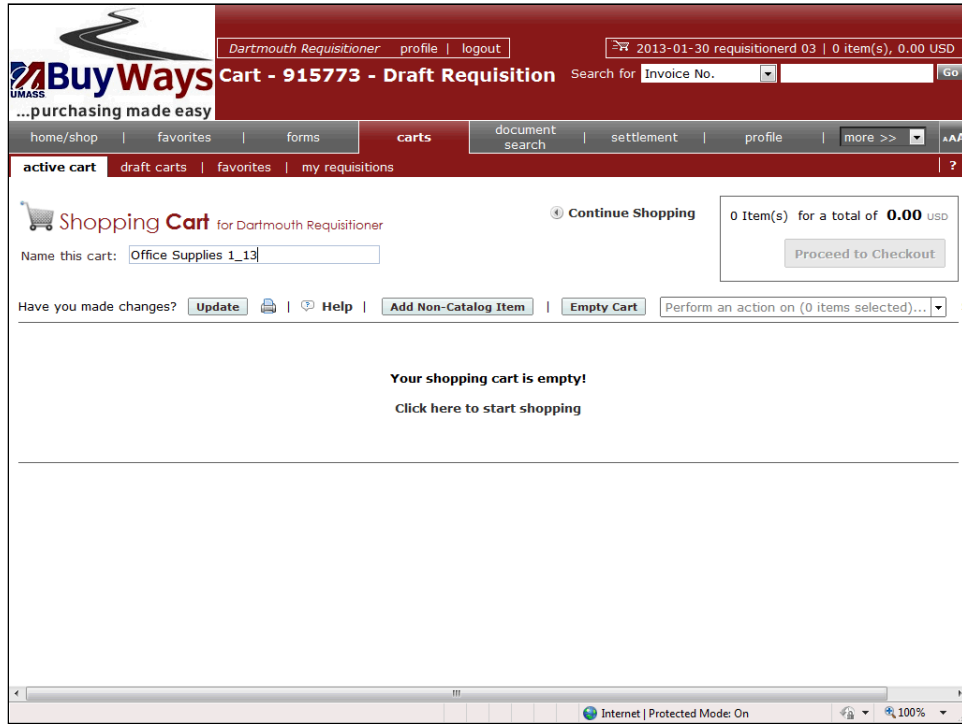 Dartmouth Requisitioner profile | logout 2013-01-30 requisitionerd 03 | 0 item(s), 0.00 USD
UMASS BuyWays Cart - 915773 - Draft Requisition Search for Invoice No. Go
...purchasing made easy
home/shop | favorites | forms carts document search | settlement | profile | more >> AAA
active cart draft carts | favorites | my requisitions | ?
Shopping Cart for Dartmouth Requisitioner Continue Shopping 0 Item(s) for a total of 0.00 USD
Name this cart: Office Supplies 1_13 Proceed to Checkout
Have you made changes? Update | ? Help | Add Non-Catalog Item | Empty Cart Perform an action on (0 items selected)...
Your shopping cart is empty!
Click here to start shopping
Internet | Protected Mode: On 100%